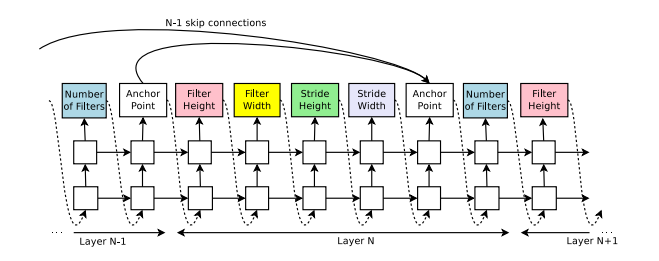 N-1 skip connections
Number
of Filters
Anchor
Point
Filter
Height
Filter
Width
Stride
Height
Stride
Width
Anchor
Point
Number
of Filters
Filter
Height
... Layer N-1
Layer N
Layer N+1 ...